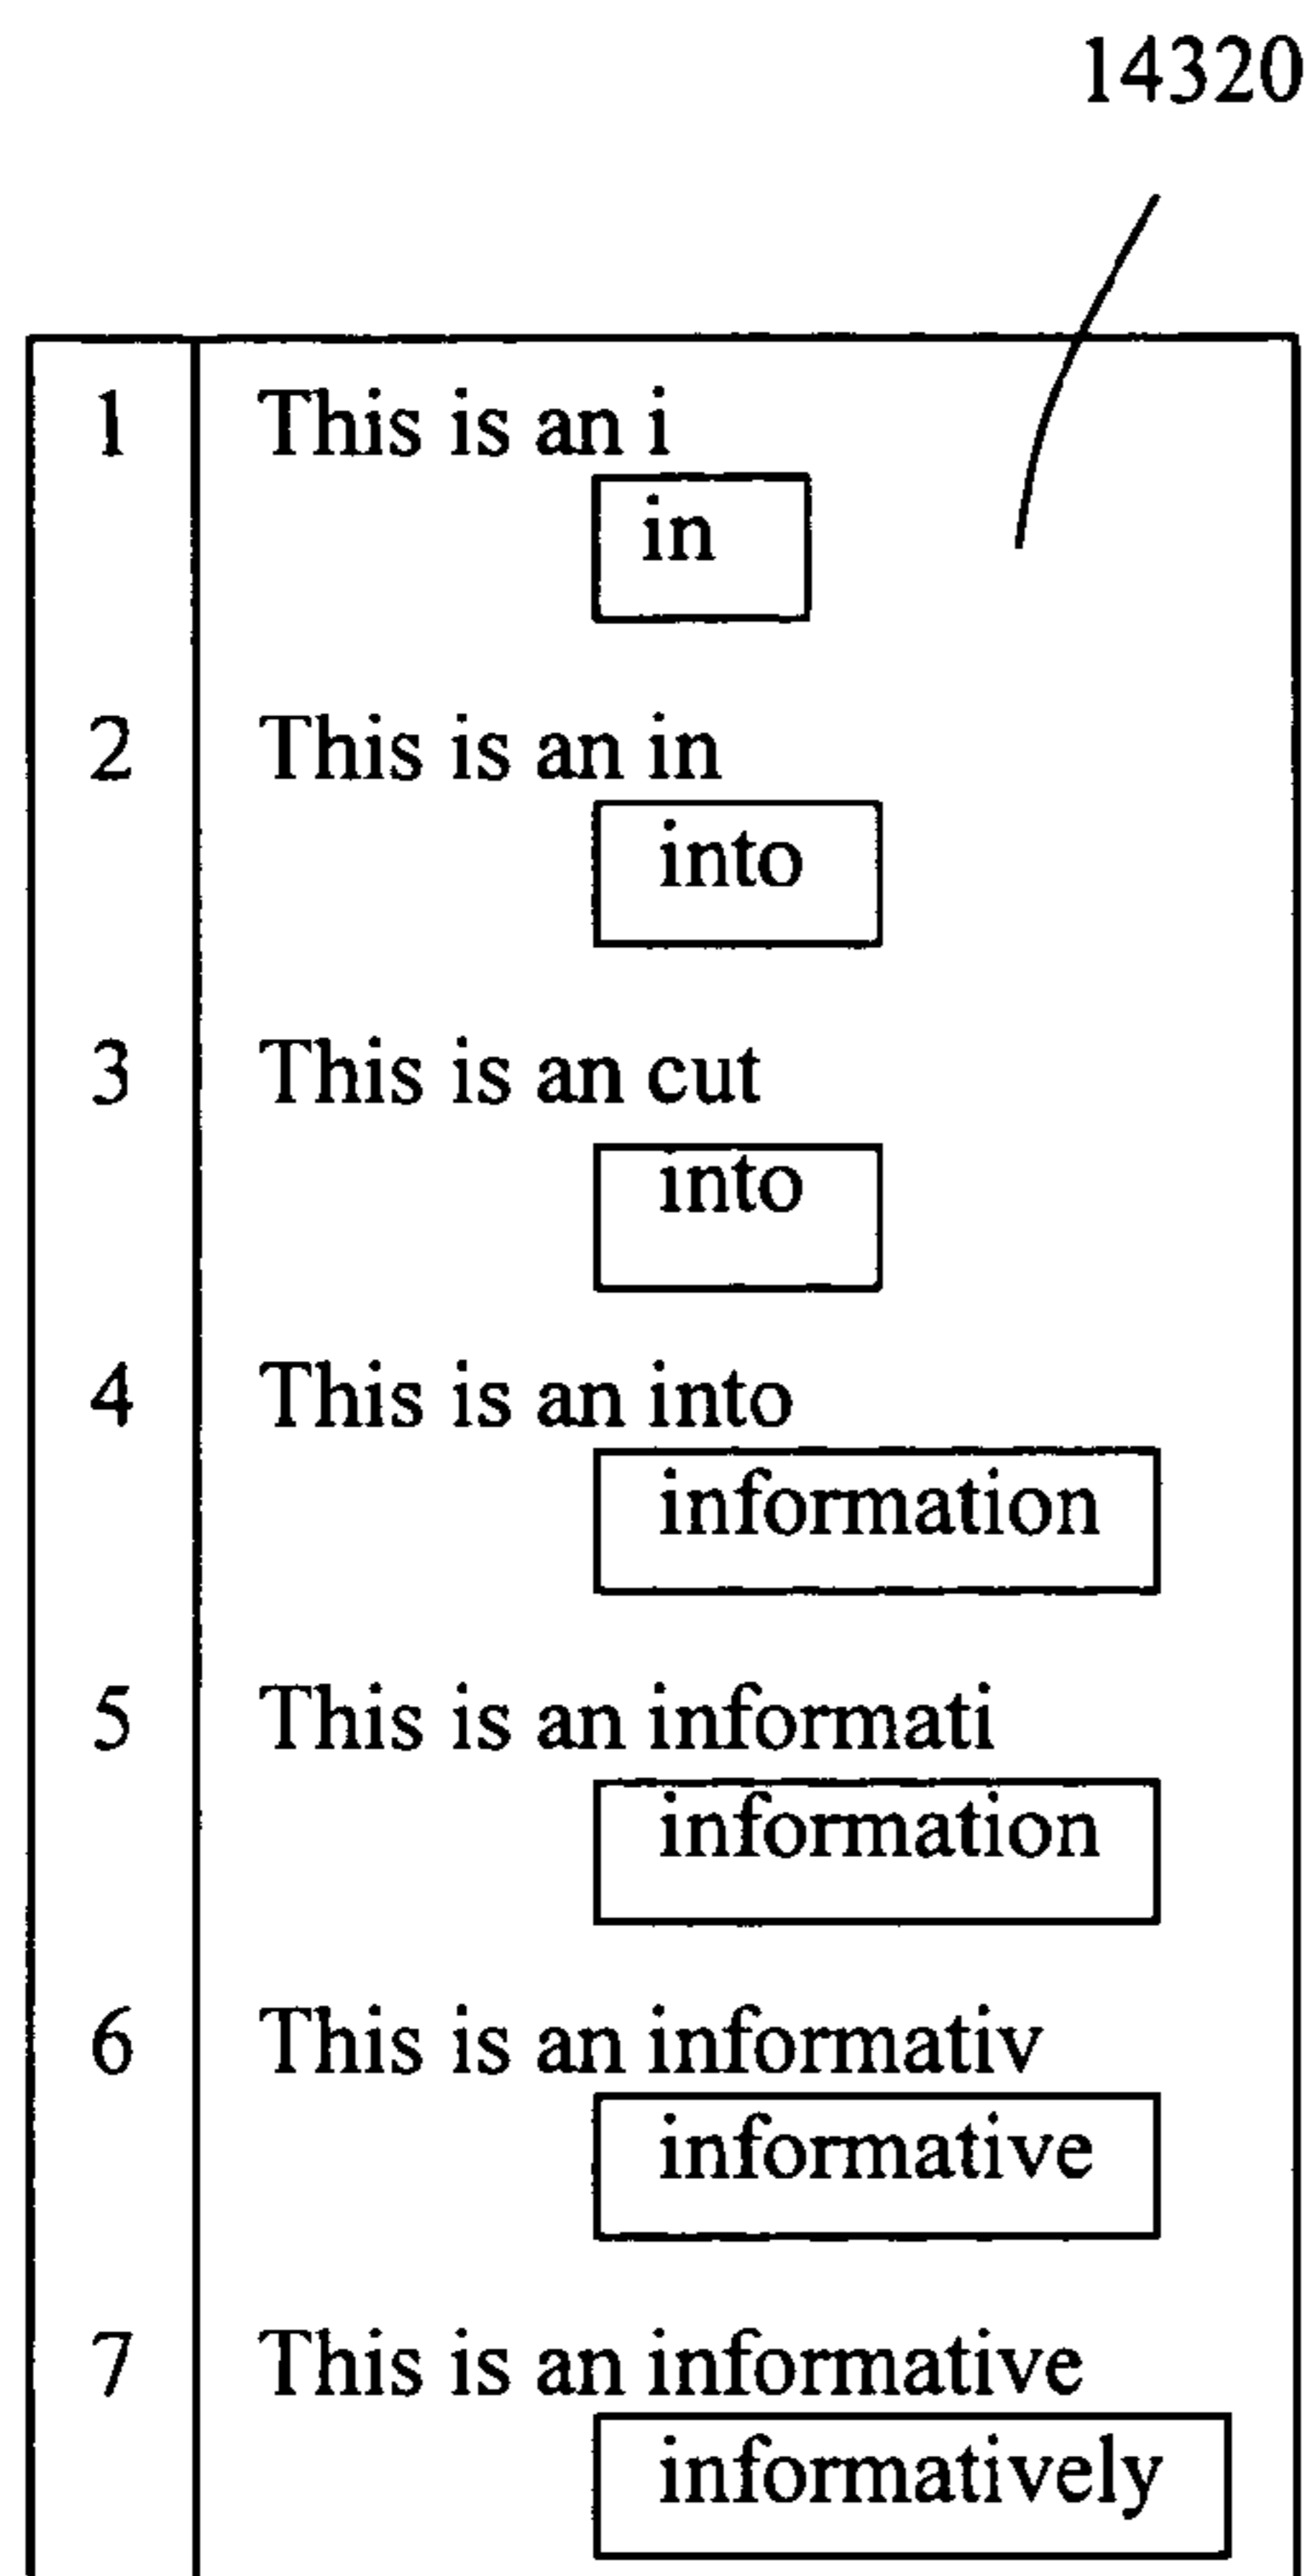 14320
1 This is an i
in
2 This is an in
into
3 This is an cut
into
4 This is an into
information
5 This is an informati
information
6 This is an informativ
informative
7 This is an informative
informatively